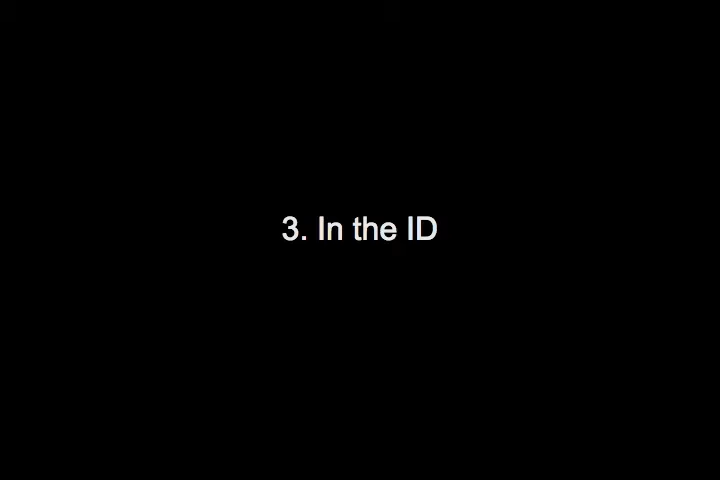 3. In the ID